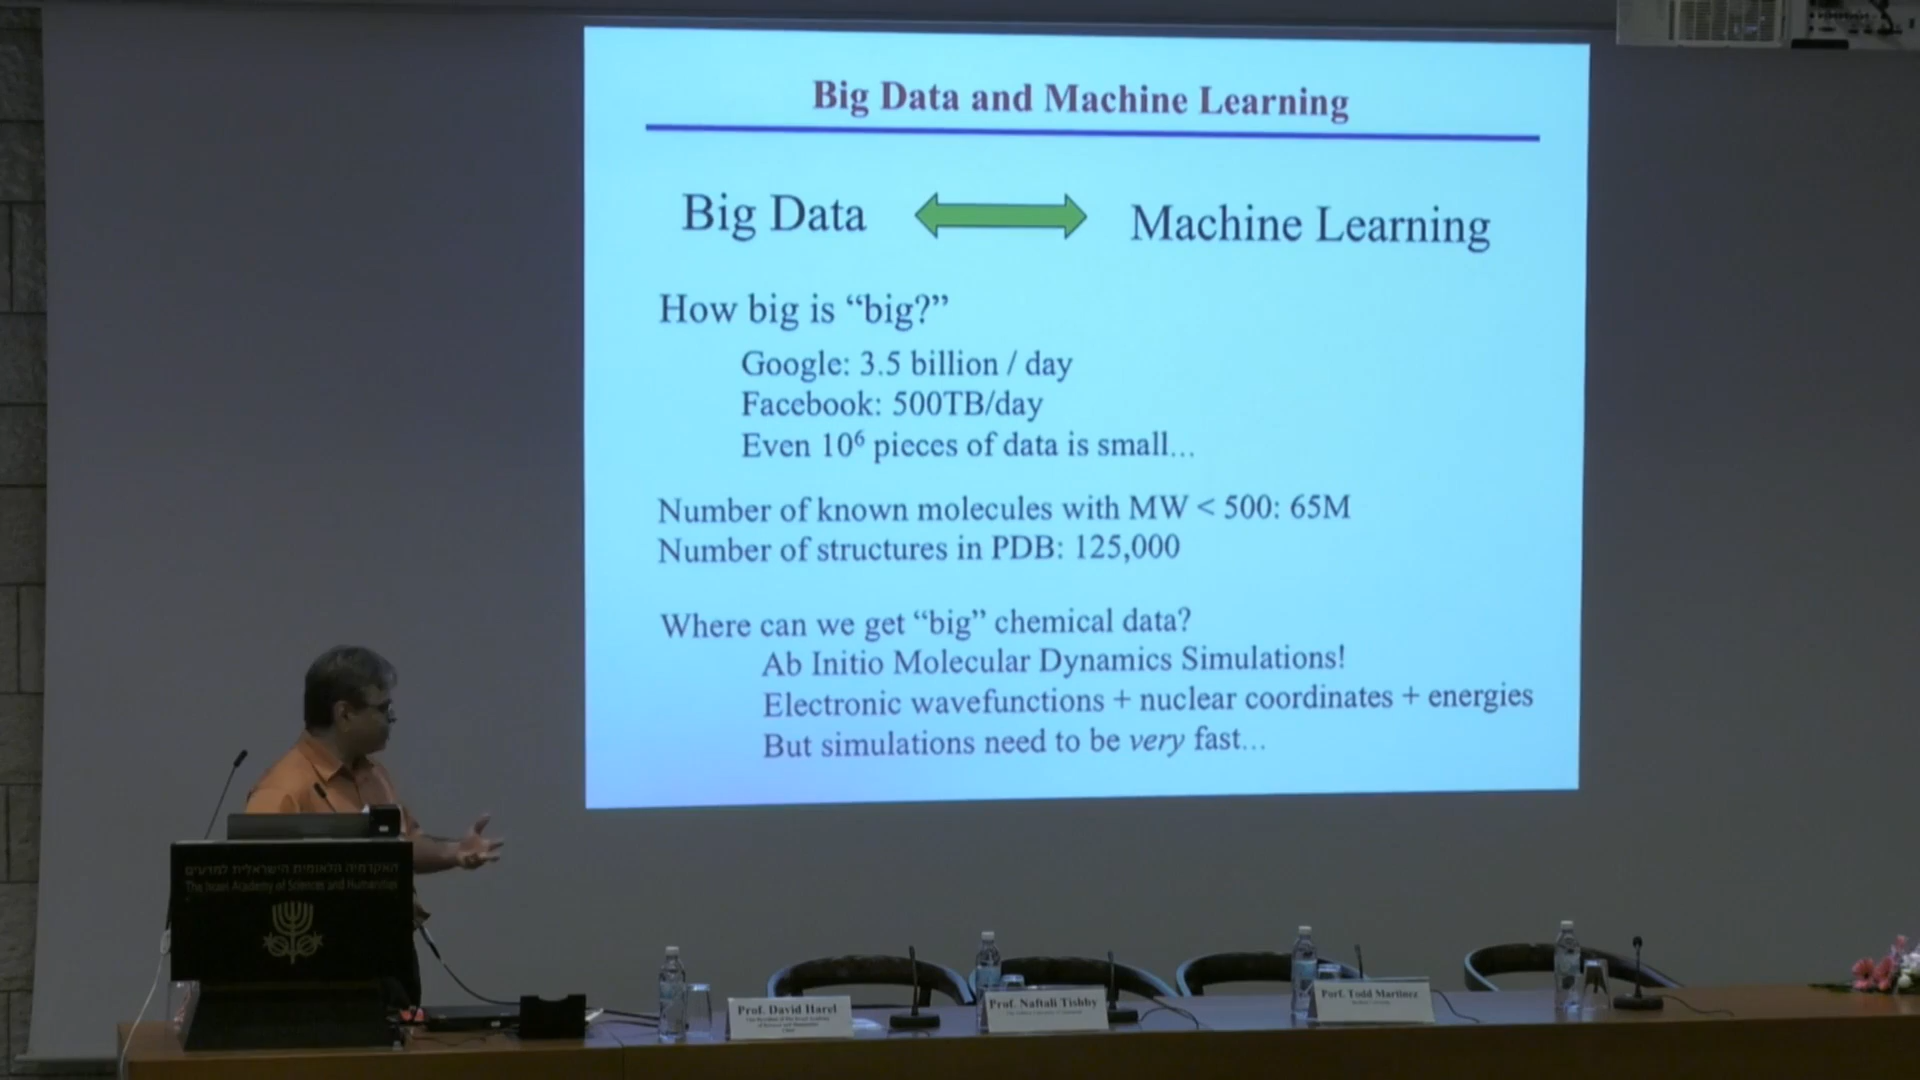 Big Data and Machine Learning
Big Data
Machine Learning
How big is “big?”
Google: 3.5 billion / day
Facebook: 500TB/day
Even 10⁶ pieces of data is small...
Number of known molecules with MW < 500: 65M
Number of structures in PDB: 125,000
Where can we get “big” chemical data?
Ab Initio Molecular Dynamics Simulations!
Electronic wavefunctions + nuclear coordinates + energies
But simulations need to be very fast...
האקדמיה הלאומית הישראלית למדעים
The Israel Academy of Sciences and Humanities
Prof. David Harel
Prof. Naftali Tishby
Porf. Todd Martinez